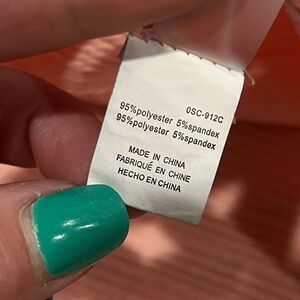 0SC-912C
95%polyester 5%spandex
95%polyester 5%spandex
MADE IN CHINA
FABRIQUÉ EN CHINE
HECHO EN CHINA